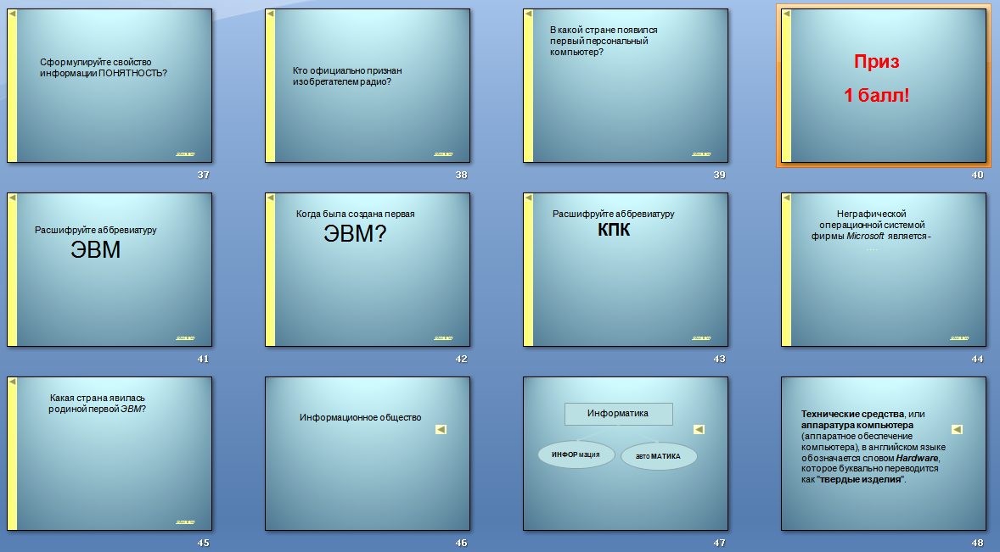 Сформулируйте свойство
информации ПОНЯТНОСТЬ?
37
Кто официально признан
изобретателем радио?
38
В какой стране появился
первый персональный
компьютер?
39
Приз
1 балл!
40
Расшифруйте аббревиатуру
ЭВМ
41
Когда была создана первая
ЭВМ?
42
Расшифруйте аббревиатуру
КПК
43
Неграфической
операционной системой
фирмы Microsoft является-
....
44
Какая страна явилась
родиной первой ЭВМ?
45
Информационное общество
46
Информатика
ИНФОРмация
автоМАТИКА
47
Технические средства, или
аппаратура компьютера
(аппаратное обеспечение
компьютера), в английском языке
обозначается словом Hardware,
которое буквально переводится
как "твердые изделия".
48